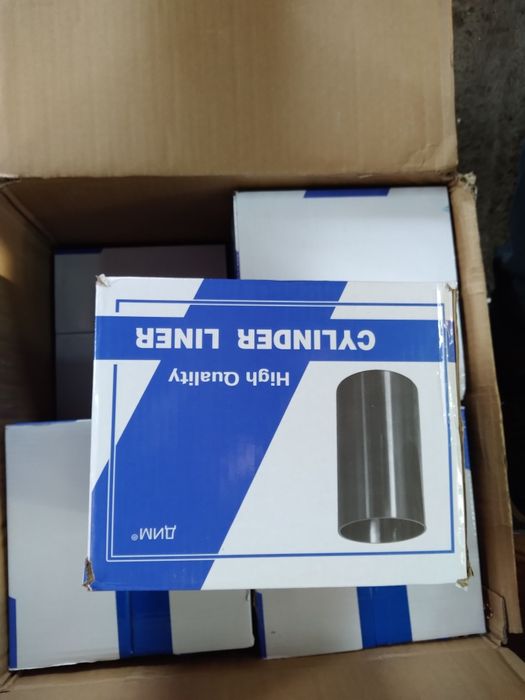 CYLINDER LINER
High Quality
ДИМ®